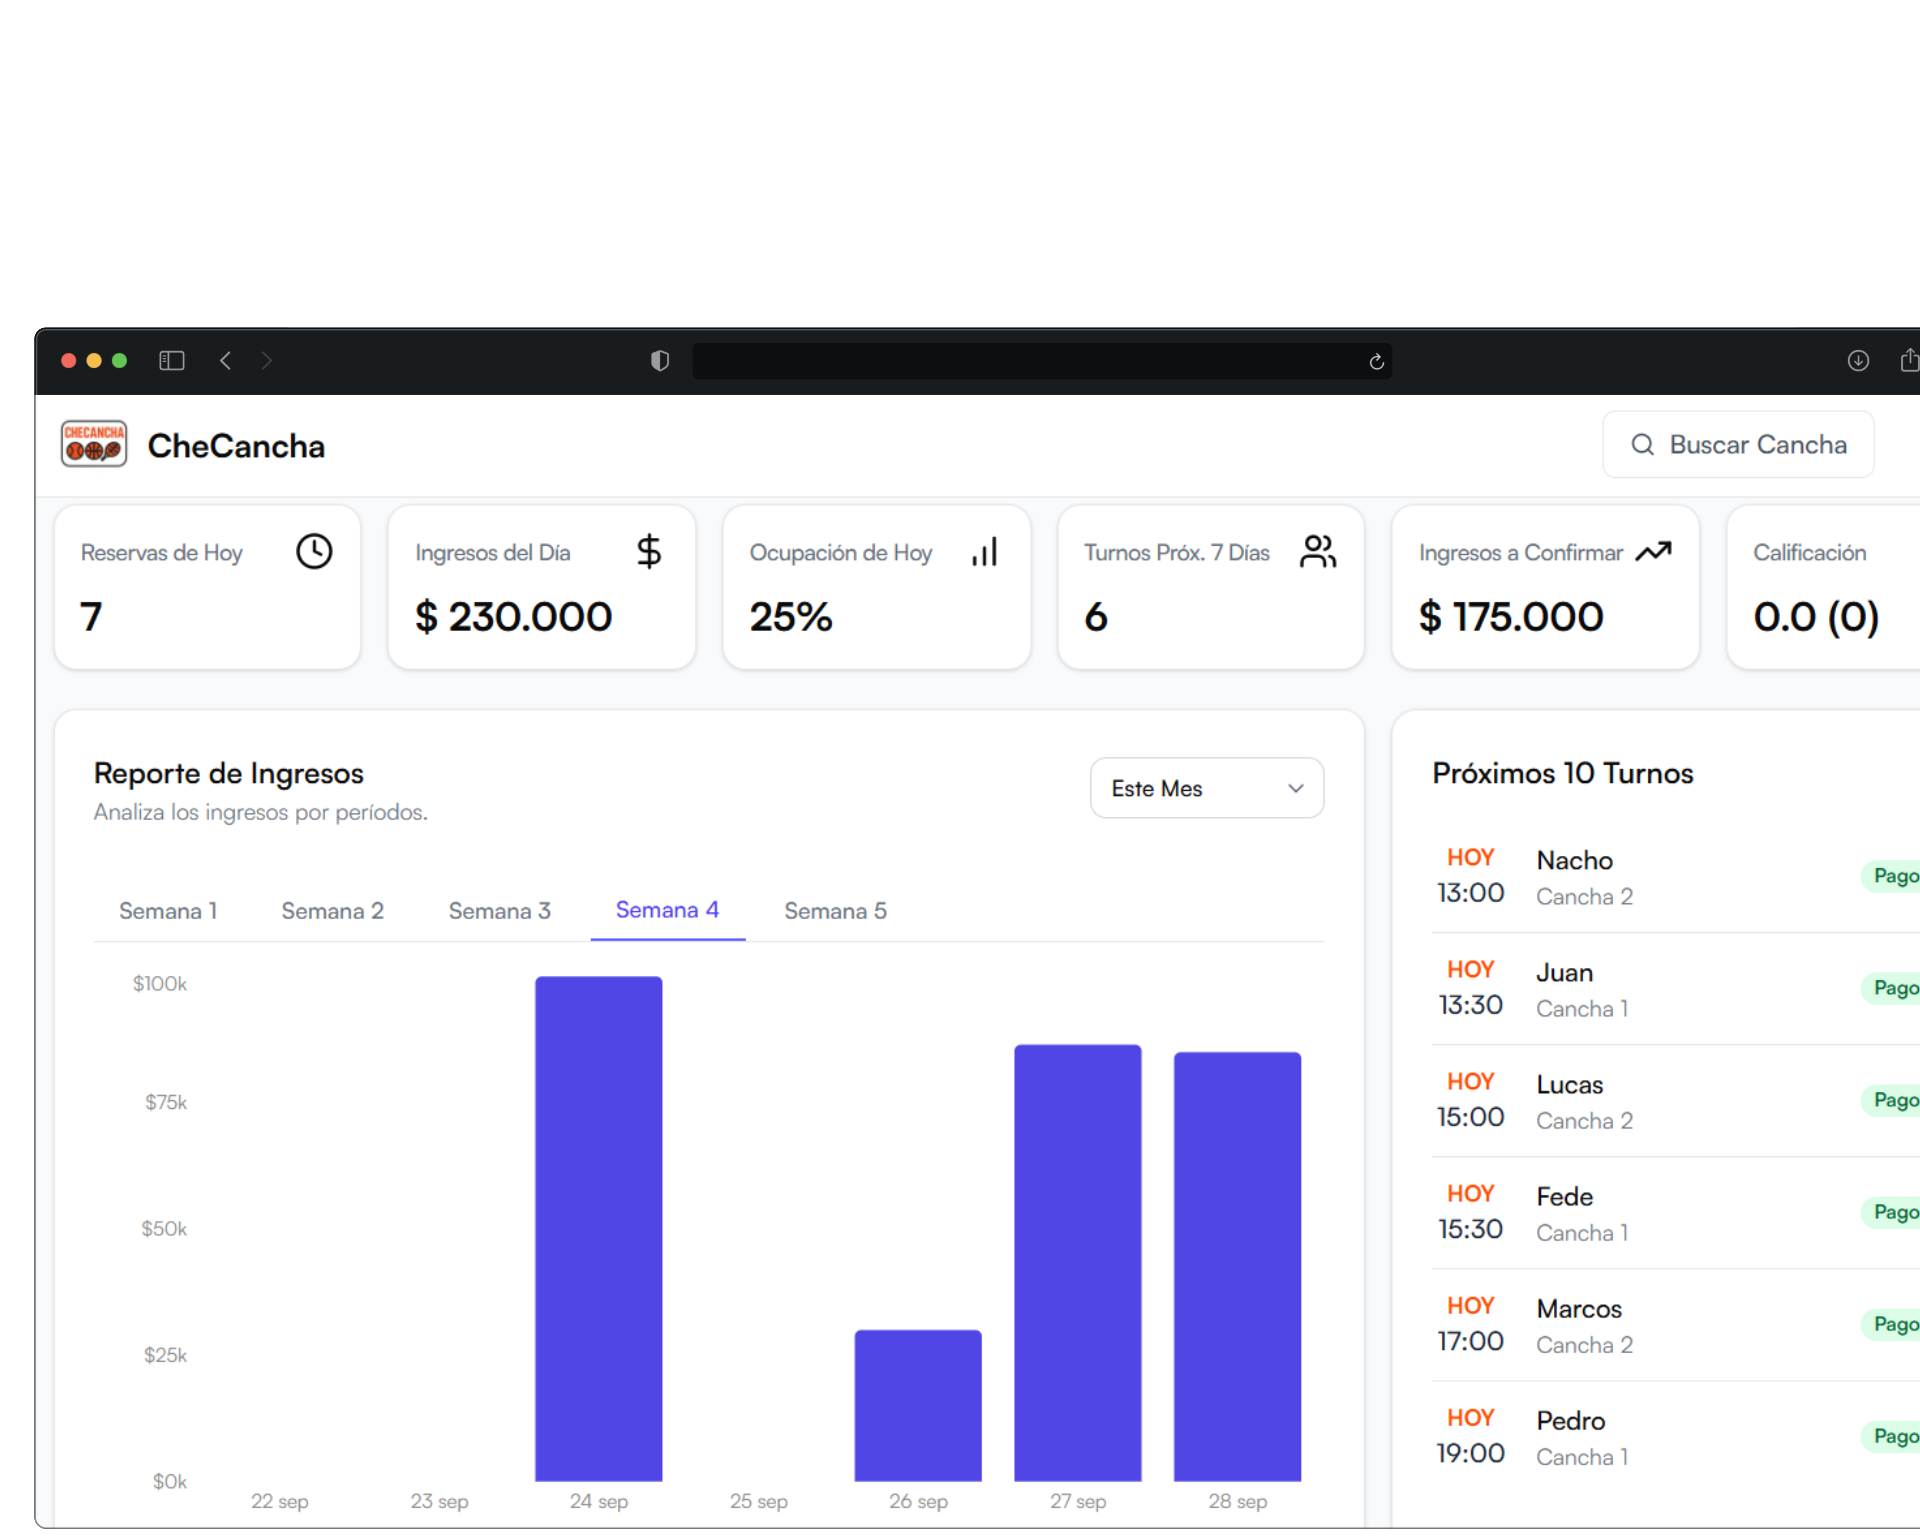 CHECANCHA
CheCancha
Buscar Cancha
Reservas de Hoy
7
Ingresos del Día
$ 230.000
Ocupación de Hoy
25%
Turnos Próx. 7 Días
6
Ingresos a Confirmar
$ 175.000
Calificación
0.0 (0)
Reporte de Ingresos
Analiza los ingresos por períodos.
Este Mes
Semana 1
Semana 2
Semana 3
Semana 4
Semana 5
$100k
$75k
$50k
$25k
$0k
22 sep
23 sep
24 sep
25 sep
26 sep
27 sep
28 sep
Próximos 10 Turnos
HOY
13:00
Nacho
Cancha 2
Pago
HOY
13:30
Juan
Cancha 1
Pago
HOY
15:00
Lucas
Cancha 2
Pago
HOY
15:30
Fede
Cancha 1
Pago
HOY
17:00
Marcos
Cancha 2
Pago
HOY
19:00
Pedro
Cancha 1
Pago